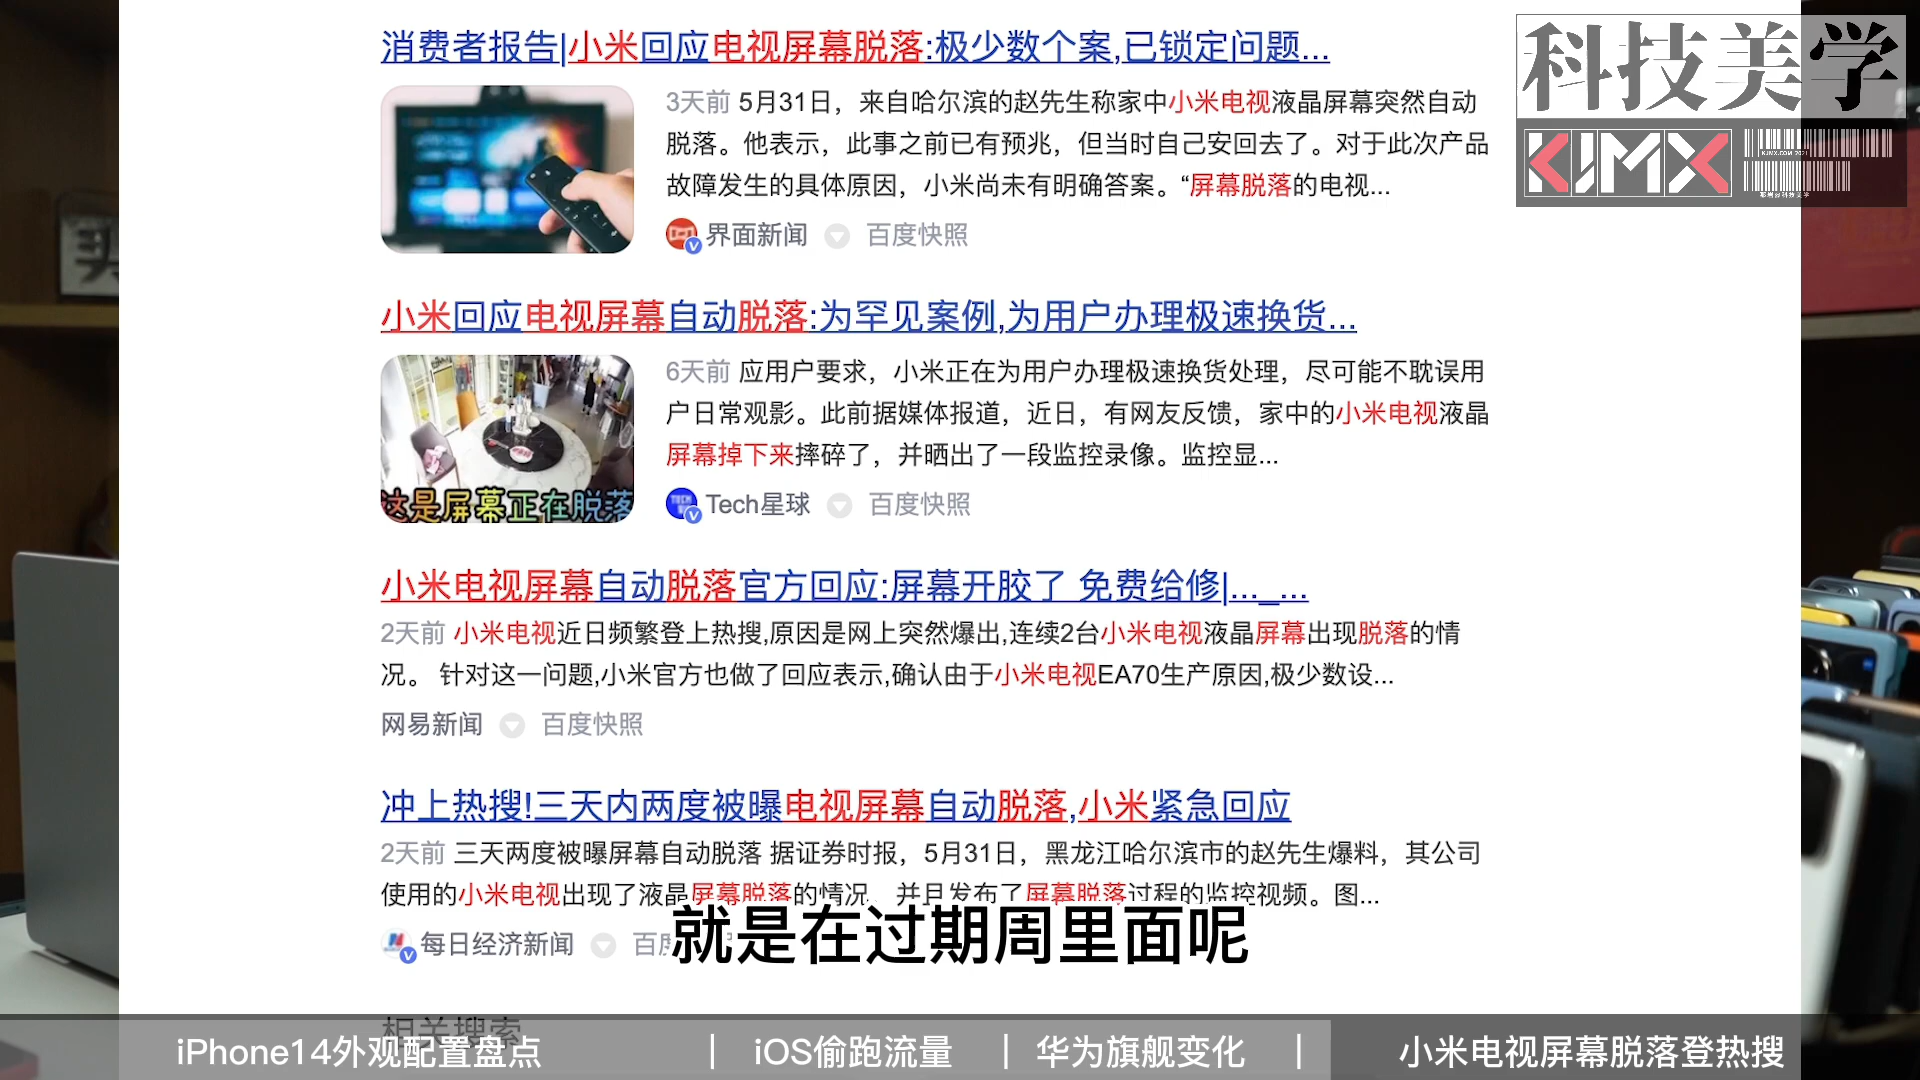 消费者报告|小米回应电视屏幕脱落:极少数个案,已锁定问题...
3天前 5月31日，来自哈尔滨的赵先生称家中小米电视液晶屏幕突然自动
脱落。他表示，此事之前已有预兆，但当时自己安回去了。对于此次产品
故障发生的具体原因，小米尚未有明确答案。“屏幕脱落的电视...
界面新闻 百度快照
小米回应电视屏幕自动脱落:为罕见案例,为用户办理极速换货...
6天前 应用户要求，小米正在为用户办理极速换货处理，尽可能不耽误用
户日常观影。此前据媒体报道，近日，有网友反馈，家中的小米电视液晶
屏幕掉下来摔碎了，并晒出了一段监控录像。监控显...
这是屏幕正在脱落
Tech星球 百度快照
小米电视屏幕自动脱落官方回应:屏幕开胶了 免费给修|..._...
2天前 小米电视近日频繁登上热搜,原因是网上突然爆出,连续2台小米电视液晶屏幕出现脱落的情
况。 针对这一问题,小米官方也做了回应表示,确认由于小米电视EA70生产原因,极少数设...
网易新闻 百度快照
冲上热搜!三天内两度被曝电视屏幕自动脱落,小米紧急回应
2天前 三天两度被曝屏幕自动脱落 据证券时报，5月31日，黑龙江哈尔滨市的赵先生爆料，其公司
使用的小米电视出现了液晶屏幕脱落的情况、并且发布了屏幕脱落过程的监控视频。图...
每日经济新闻 百度
就是在过期周里面呢
相关搜索
iPhone14外观配置盘点 | iOS偷跑流量 | 华为旗舰变化 | 小米电视屏幕脱落登热搜
科技美学
KJMX